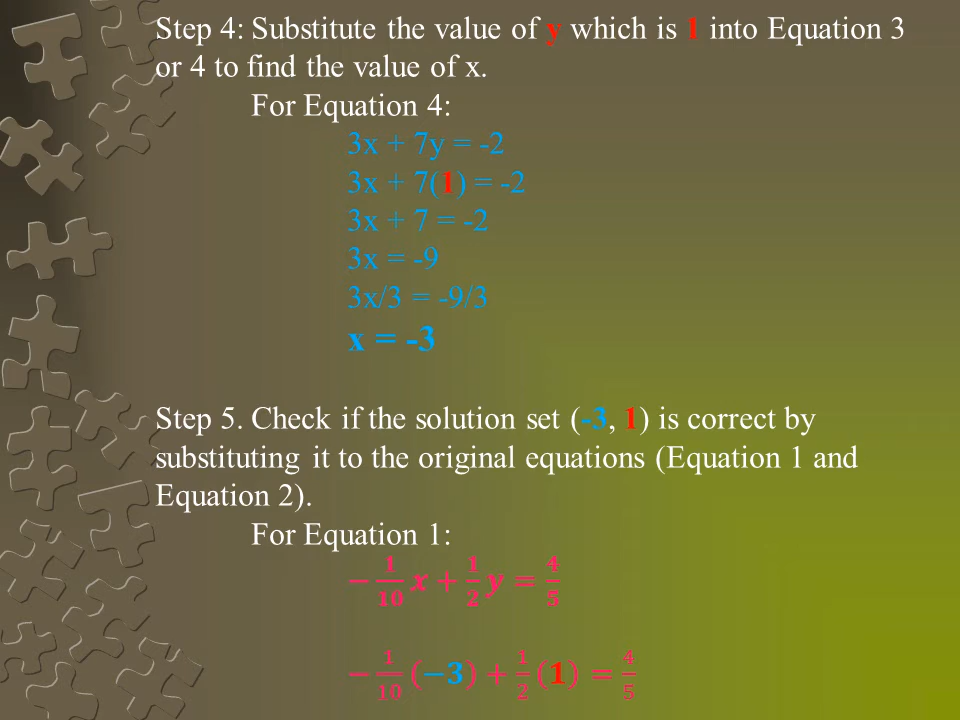 Step 4: Substitute the value of y which is 1 into Equation 3
or 4 to find the value of x.
For Equation 4:
3x + 7y = -2
3x + 7(1) = -2
3x + 7 = -2
3x = -9
3x/3 = -9/3
x = -3
Step 5. Check if the solution set (-3, 1) is correct by
substituting it to the original equations (Equation 1 and
Equation 2).
For Equation 1:
−1/10 x + 1/2 y = 4/5
−1/10 (−3) + 1/2 (1) = 4/5